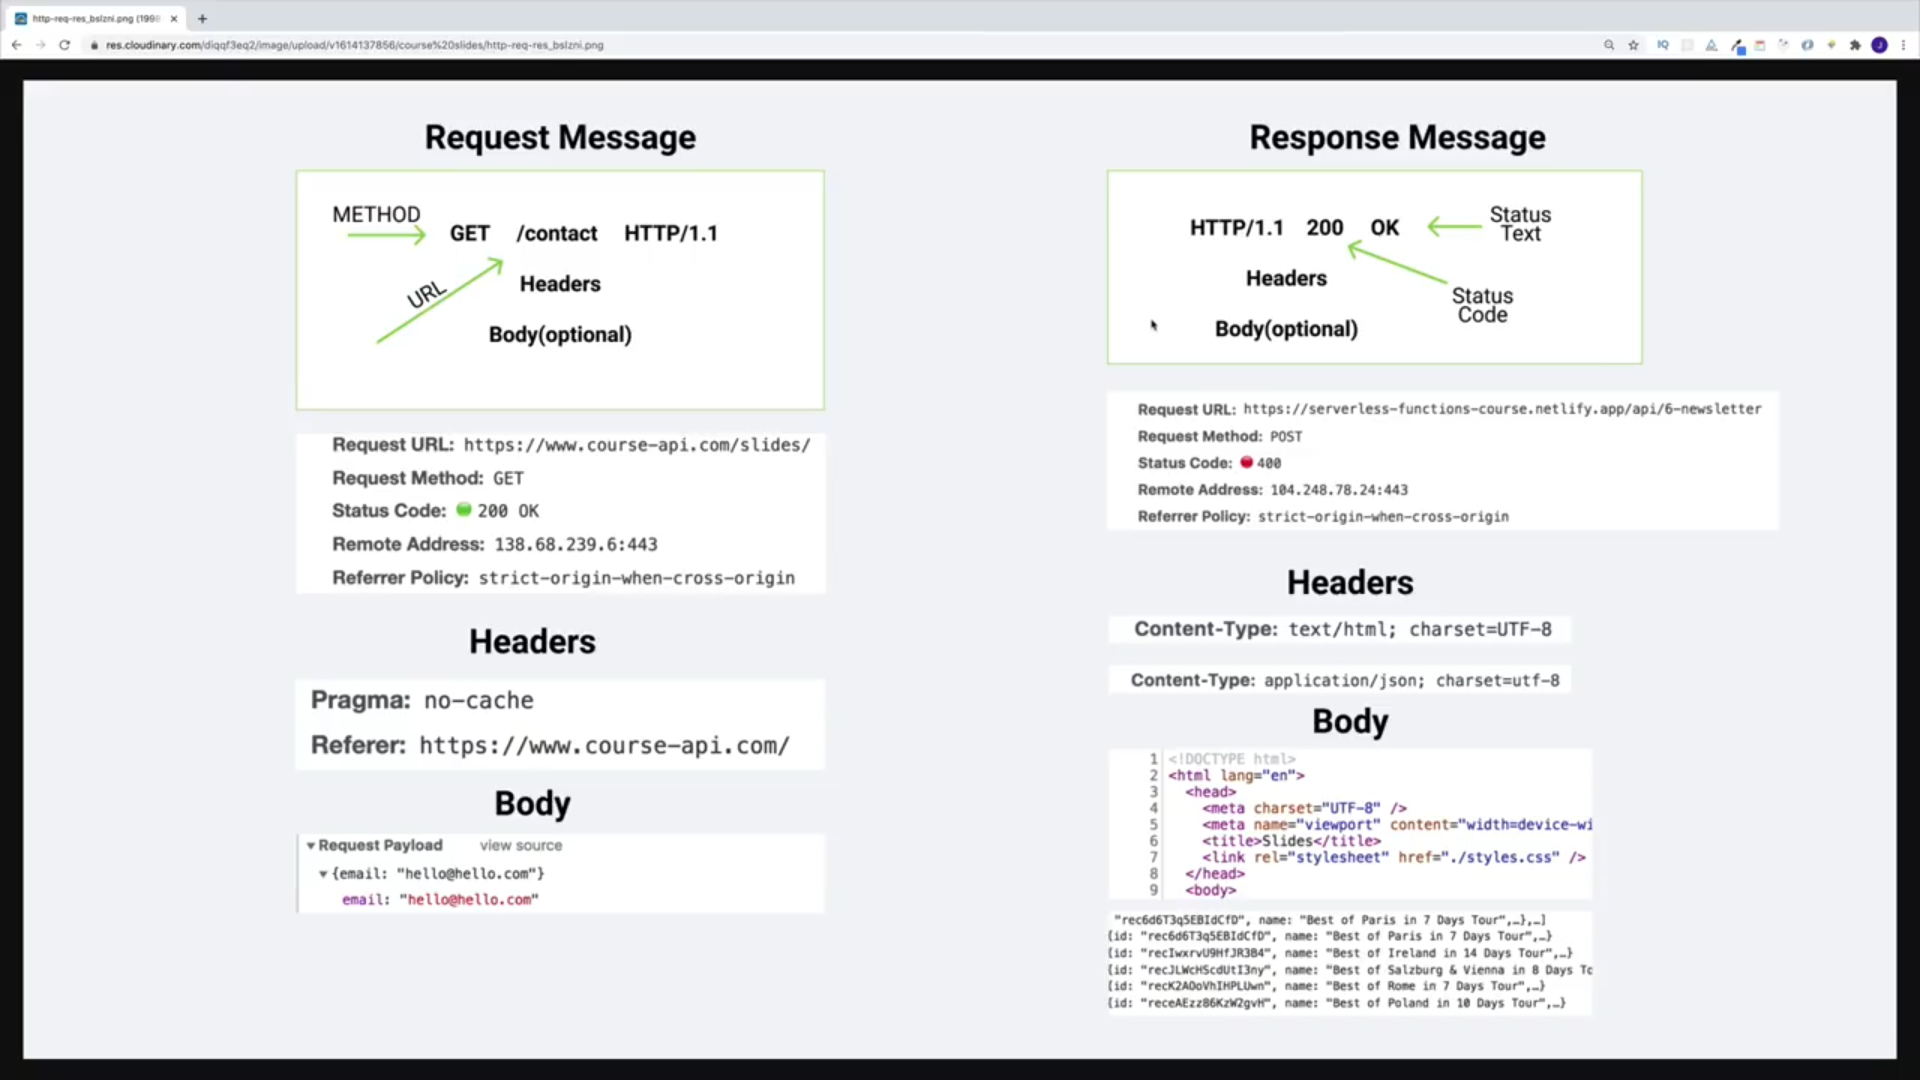 http-req-res_bslzni.png (1998
res.cloudinary.com/diqqf3eq2/image/upload/v1614137856/course%20slides/http-req-res_bslzni.png
IQ
J
Request Message
METHOD
GET /contact HTTP/1.1
URL
Headers
Body(optional)
Request URL: https://www.course-api.com/slides/
Request Method: GET
Status Code: 200 OK
Remote Address: 138.68.239.6:443
Referrer Policy: strict-origin-when-cross-origin
Headers
Pragma: no-cache
Referer: https://www.course-api.com/
Body
Request Payload view source
{email: "hello@hello.com"}
email: "hello@hello.com"
Response Message
HTTP/1.1 200 OK
Status
Text
Headers
Status
Code
Body(optional)
Request URL: https://serverless-functions-course.netlify.app/api/6-newsletter
Request Method: POST
Status Code: 400
Remote Address: 104.248.78.24:443
Referrer Policy: strict-origin-when-cross-origin
Headers
Content-Type: text/html; charset=UTF-8
Content-Type: application/json; charset=utf-8
Body
1 <!DOCTYPE html>
2 <html lang="en">
3 <head>
4 <meta charset="UTF-8" />
5 <meta name="viewport" content="width=device-wi
6 <title>Slides</title>
7 <link rel="stylesheet" href="./styles.css" />
8 </head>
9 <body>
"rec6d6T3q5EBIdCfD", name: "Best of Paris in 7 Days Tour",…},…]
{id: "rec6d6T3q5EBIdCfD", name: "Best of Paris in 7 Days Tour",…}
{id: "recIwxrvU9HfJR3B4", name: "Best of Ireland in 14 Days Tour",…}
{id: "recJLWcHScdUtI3ny", name: "Best of Salzburg & Vienna in 8 Days To
{id: "recK2AOoVhIHPLUwn", name: "Best of Rome in 7 Days Tour",…}
{id: "receAEzz86KzW2gvH", name: "Best of Poland in 10 Days Tour",…}